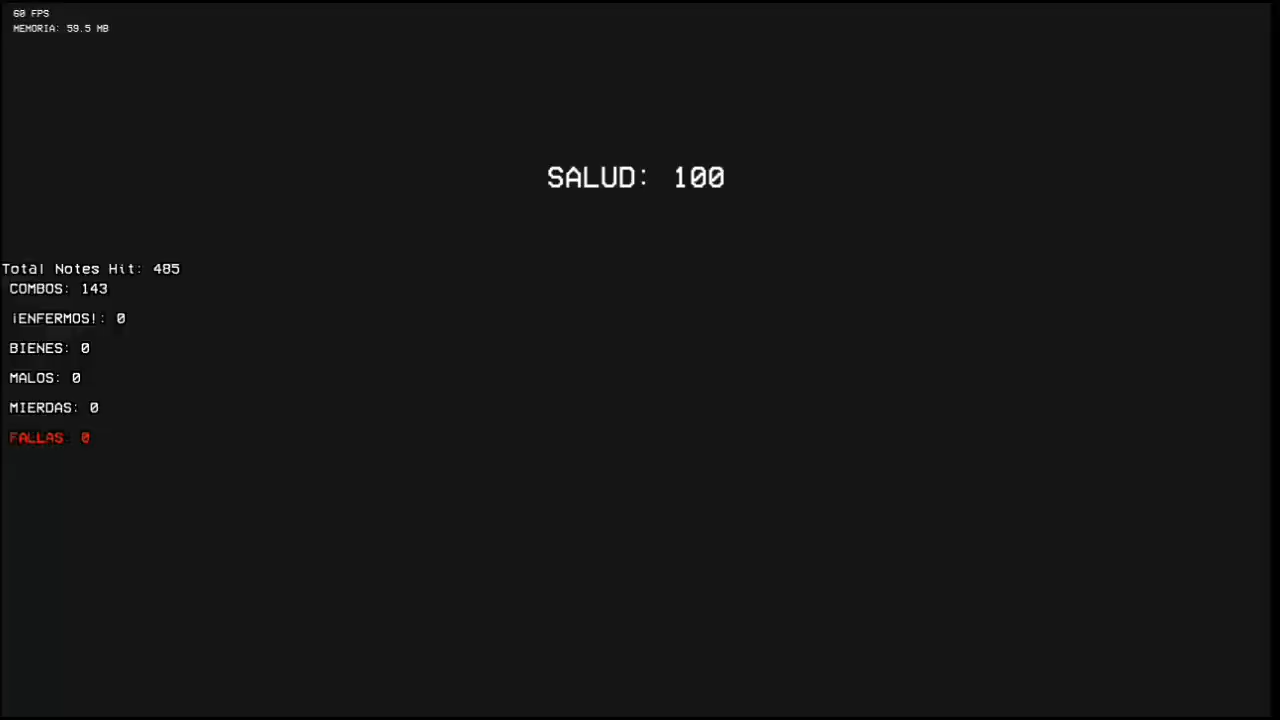 60 FPS
MEMORIA: 59.5 MB
SALUD: 100
Total Notes Hit: 485
COMBOS: 143
¡ENFERMOS!: 0
BIENES: 0
MALOS: 0
MIERDAS: 0
FALLAS: 0